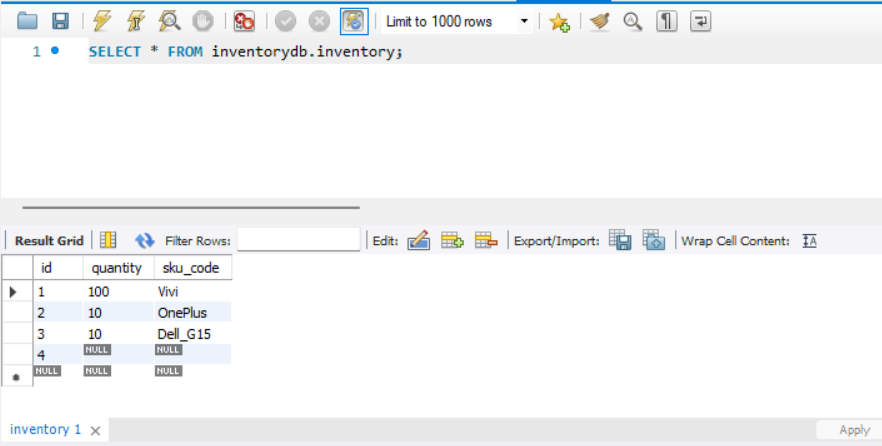 Limit to 1000 rows
1 SELECT * FROM inventorydb.inventory;
Result Grid Filter Rows: Edit: Export/Import: Wrap Cell Content:
id quantity sku_code
1 100 Vivi
2 10 OnePlus
3 10 Dell_G15
4 NULL NULL
NULL NULL NULL
inventory 1 Apply